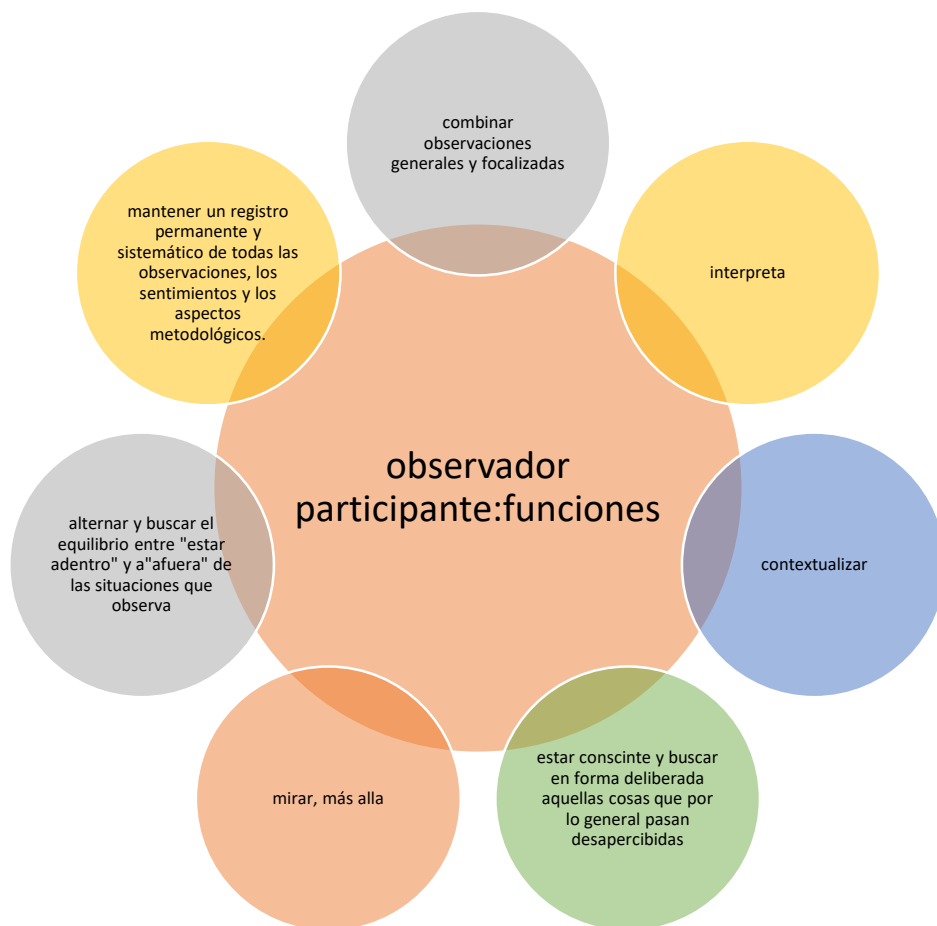 combinar
observaciones
generales y focalizadas
interpreta
contextualizar
estar conscinte y buscar
en forma deliberada
aquellas cosas que por
lo general pasan
desapercibidas
mirar, más alla
alternar y buscar el
equilibrio entre "estar
adentro" y a"afuera" de
las situaciones que
observa
mantener un registro
permanente y
sistemático de todas las
observaciones, los
sentimientos y los
aspectos
metodológicos.
observador
participante:funciones